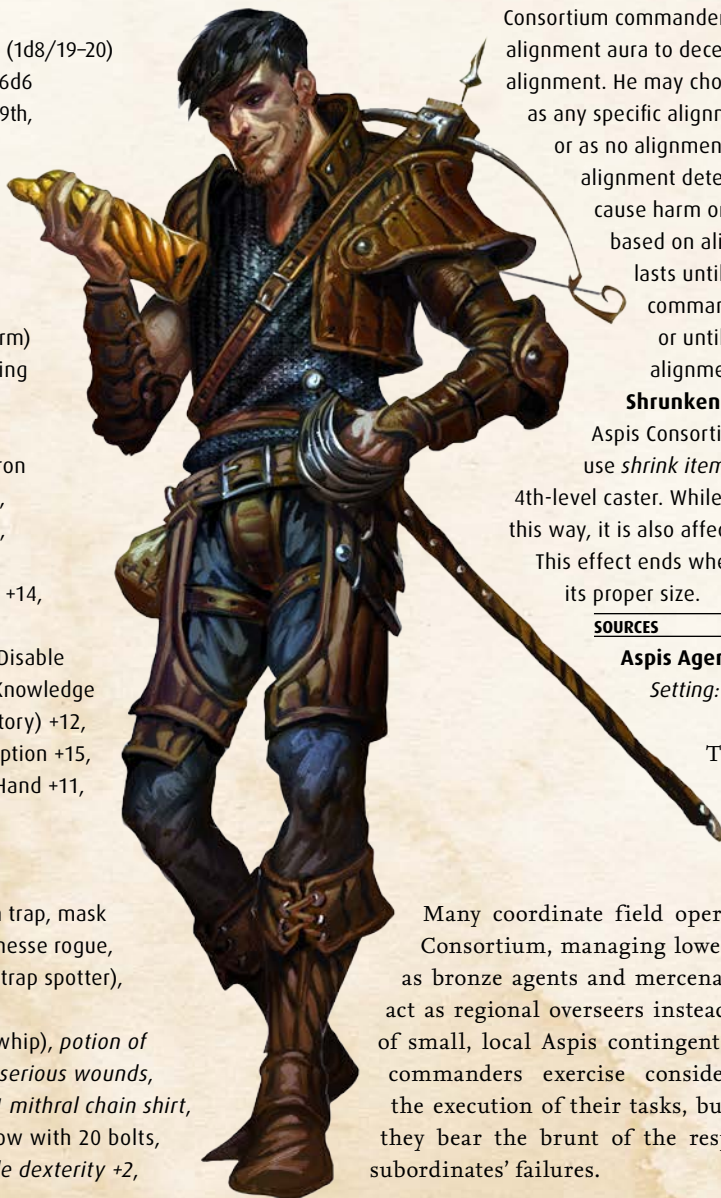 (1d8/19–20)
6d6
9th,
rm)
ing
ron
,
,
+14,
Disable
Knowledge
tory) +12,
ption +15,
Hand +11,
n trap, mask
nesse rogue,
trap spotter),
whip), potion of
serious wounds,
1 mithral chain shirt,
ow with 20 bolts,
le dexterity +2,
Consortium commander
alignment aura to dece
alignment. He may cho
as any specific alignm
or as no alignmen
alignment dete
cause harm or
based on ali
lasts until
comman
or until
alignme
Shrunken
Aspis Consorti
use shrink item
4th-level caster. While
this way, it is also affec
This effect ends whe
its proper size.
SOURCES
Aspis Agen
Setting:
T
Many coordinate field oper
Consortium, managing lowe
as bronze agents and mercena
act as regional overseers instead
of small, local Aspis contingent
commanders exercise conside
the execution of their tasks, bu
they bear the brunt of the resp
subordinates' failures.